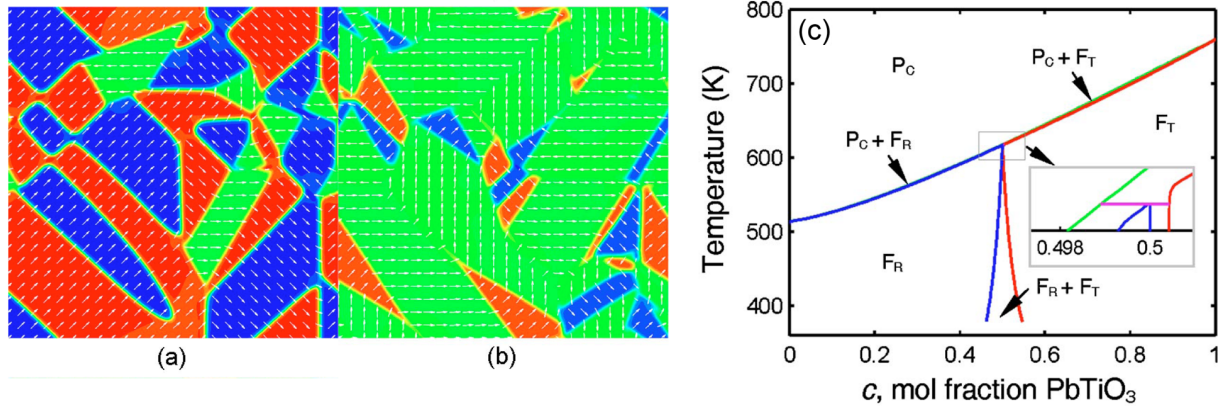 (a)
(b)
(c)
Temperature (K)
800
700
600
500
400
P_C
P_C + F_T
F_T
P_C + F_R
F_R
F_R + F_T
0.498
0.5
0
0.2
0.4
0.6
0.8
1
c, mol fraction PbTiO₃